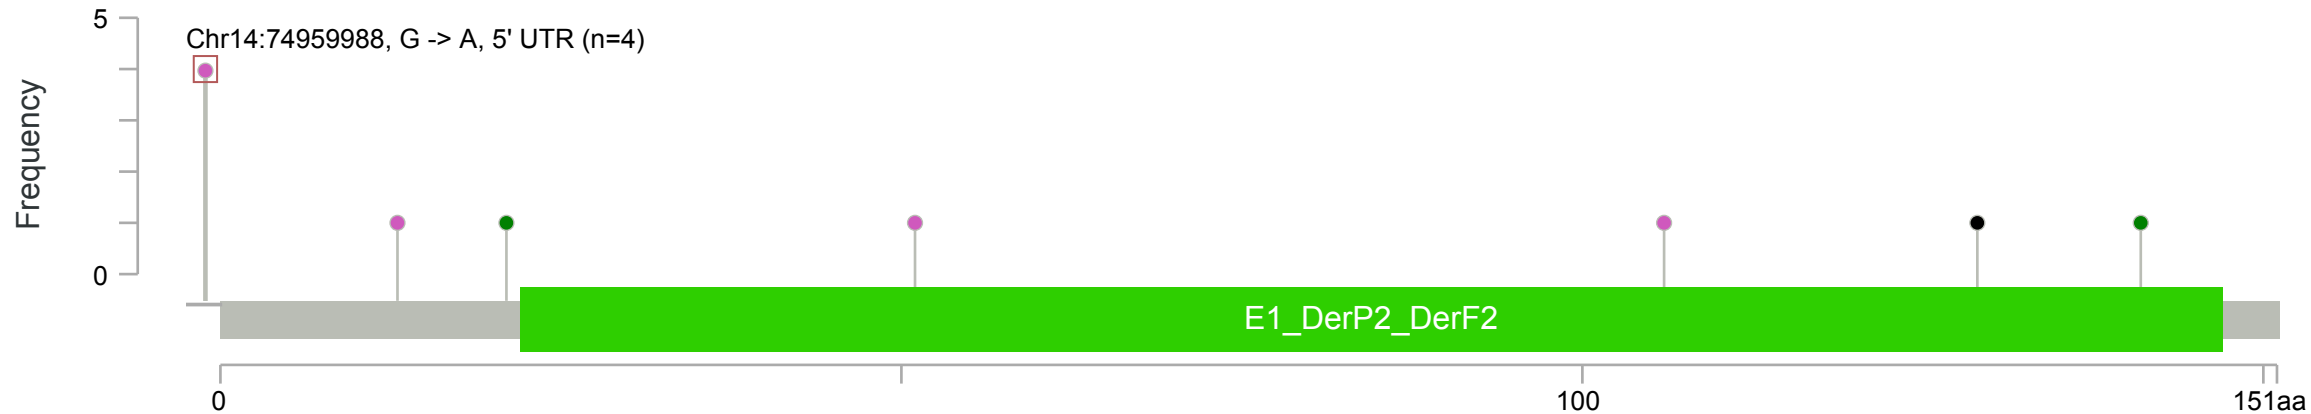 5
Chr14:74959988, G -> A, 5' UTR (n=4)
Frequency
0
E1_DerP2_DerF2
0
100
151aa